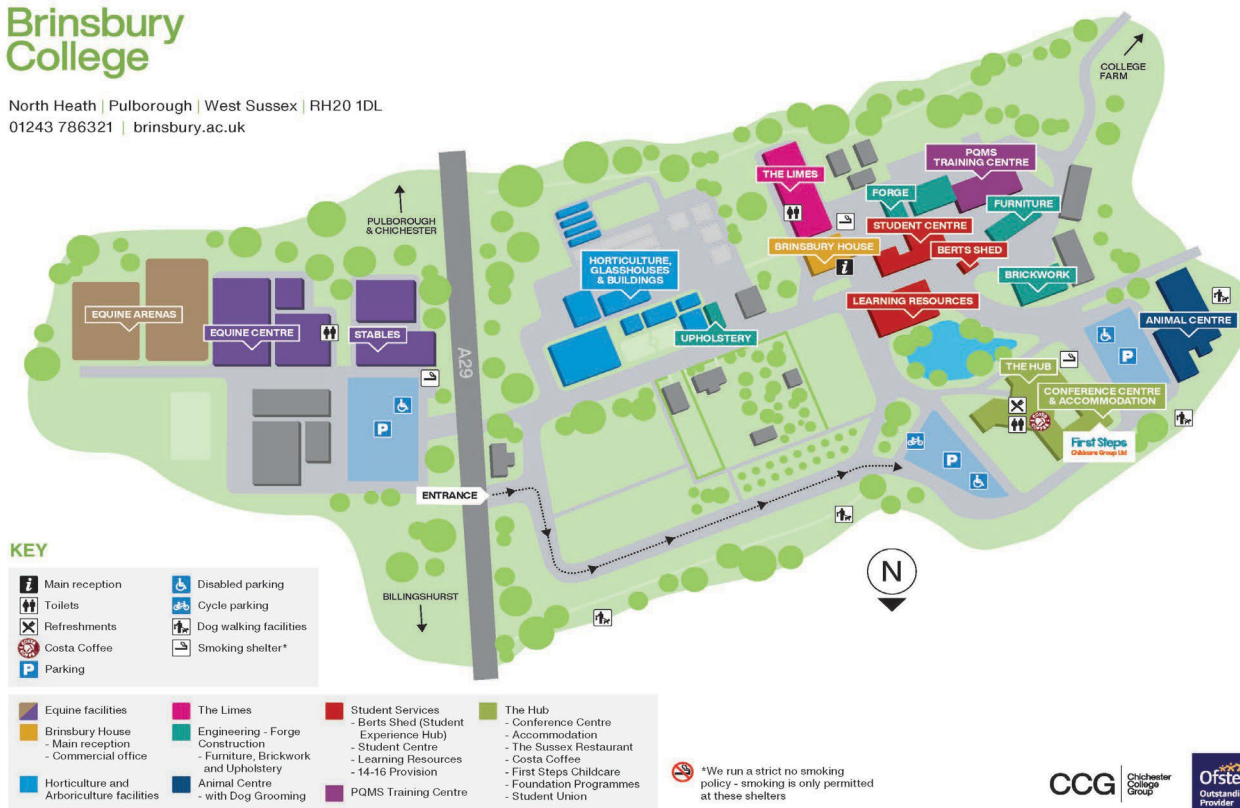 Brinsbury
College
North Heath | Pulborough | West Sussex | RH20 1DL
01243 786321 | brinsbury.ac.uk
COLLEGE
FARM
PULBOROUGH
& CHICHESTER
A29
PQMS
TRAINING CENTRE
THE LIMES
FORGE
FURNITURE
STUDENT CENTRE
BRINSBURY HOUSE
BERTS SHED
HORTICULTURE,
GLASSHOUSES
& BUILDINGS
BRICKWORK
LEARNING RESOURCES
EQUINE ARENAS
EQUINE CENTRE
STABLES
UPHOLSTERY
ANIMAL CENTRE
THE HUB
CONFERENCE CENTRE
& ACCOMMODATION
First Steps
Childcare Group Ltd
P
P
P
ENTRANCE
N
BILLINGSHURST
KEY
i Main reception
Toilets
Refreshments
Costa Coffee
P Parking
Disabled parking
Cycle parking
Dog walking facilities
Smoking shelter*
Equine facilities
Brinsbury House
- Main reception
- Commercial office
Horticulture and
Arboriculture facilities
The Limes
Engineering - Forge
Construction
- Furniture, Brickwork
and Upholstery
Animal Centre
- with Dog Grooming
Student Services
- Berts Shed (Student
Experience Hub)
- Student Centre
- Learning Resources
- 14-16 Provision
PQMS Training Centre
The Hub
- Conference Centre
- Accommodation
- The Sussex Restaurant
- Costa Coffee
- First Steps Childcare
- Foundation Programmes
- Student Union
*We run a strict no smoking
policy - smoking is only permitted
at these shelters
CCG
Chichester
College
Group
Ofste
Outstandin
Provider